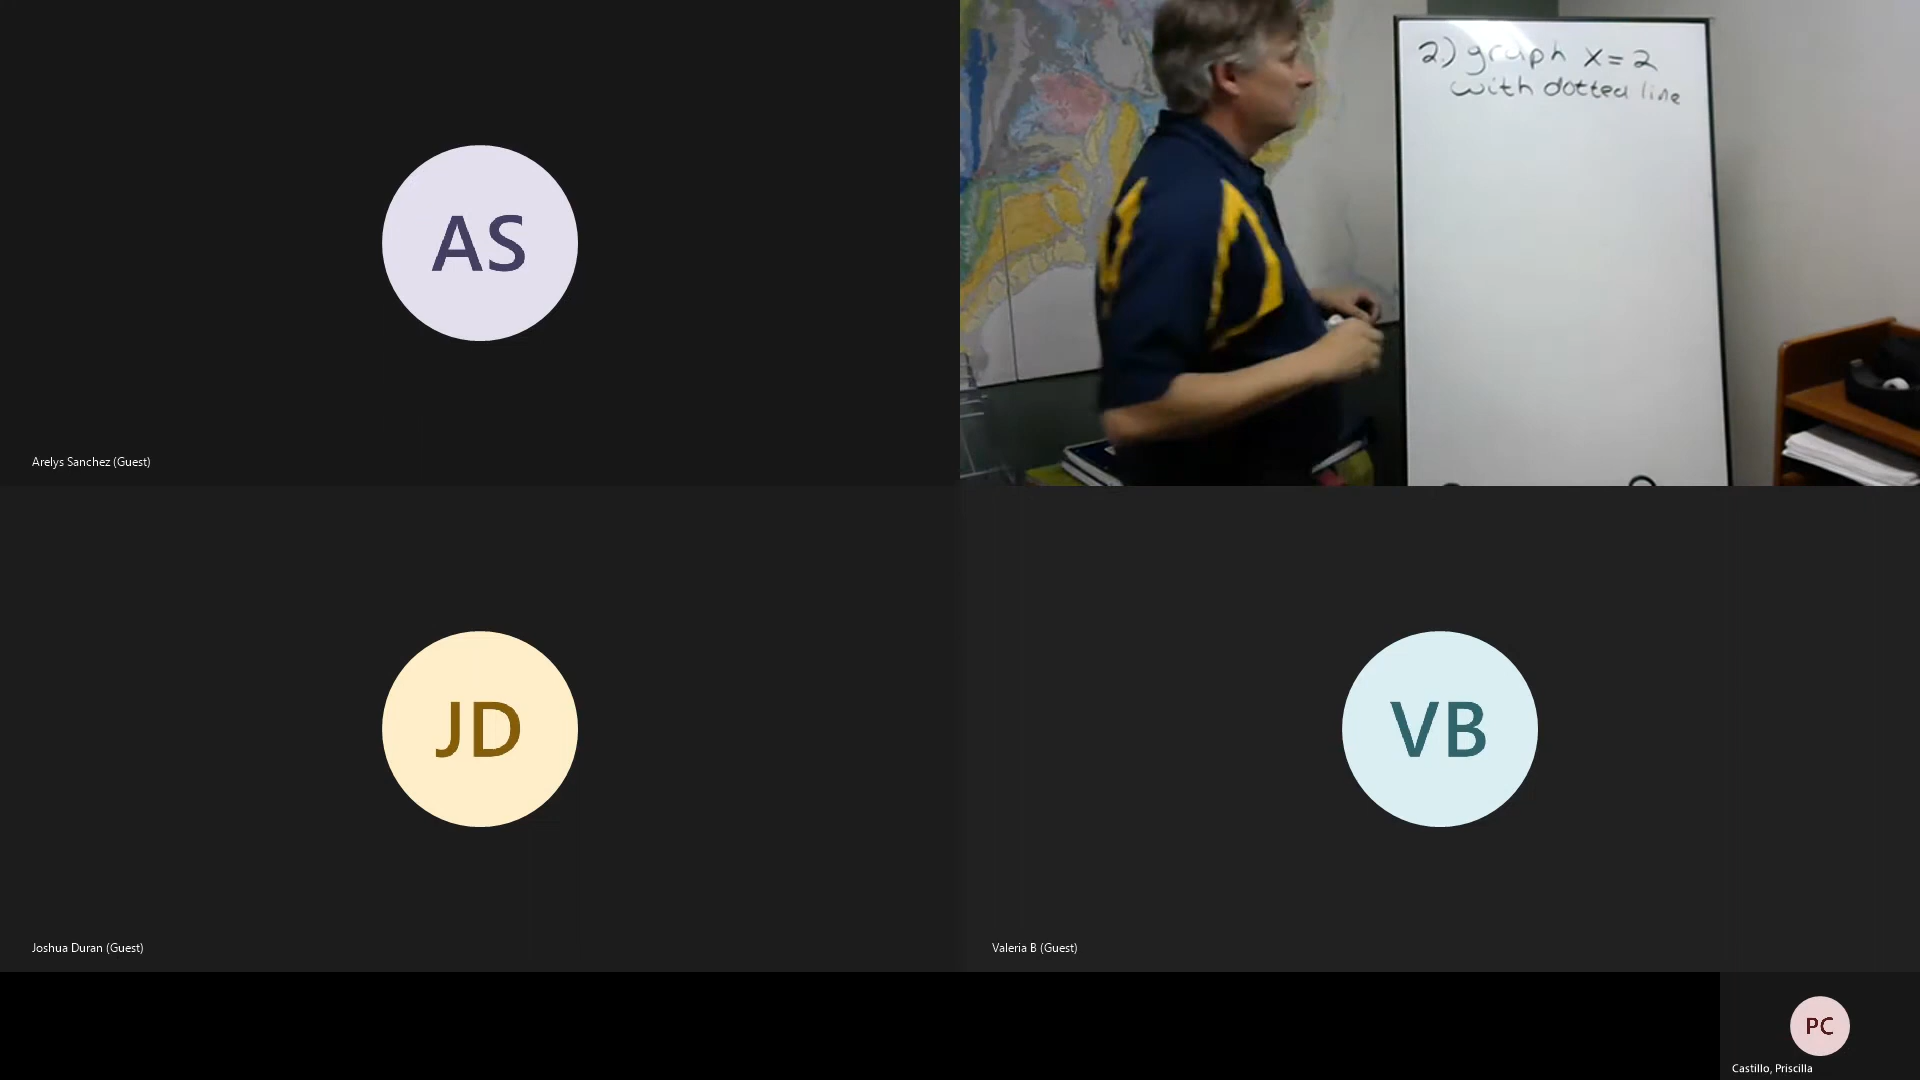 AS
Arelys Sanchez (Guest)
2.) graph x = 2
with dotted line
JD
Joshua Duran (Guest)
VB
Valeria B (Guest)
PC
Castillo, Priscilla